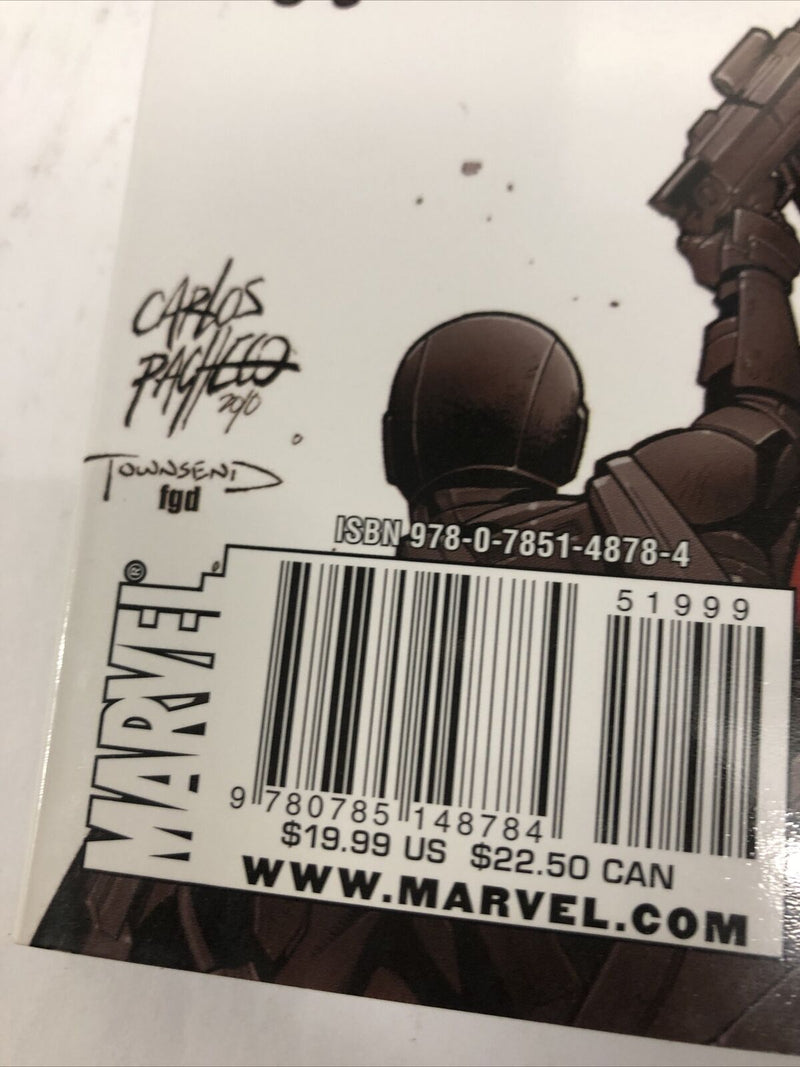 CARLOS
PACHECO
2010
TOWNSEND
fgd
ISBN 978-0-7851-4878-4
MARVEL®
51999
9 780785 148784
$19.99 US $22.50 CAN
WWW.MARVEL.COM